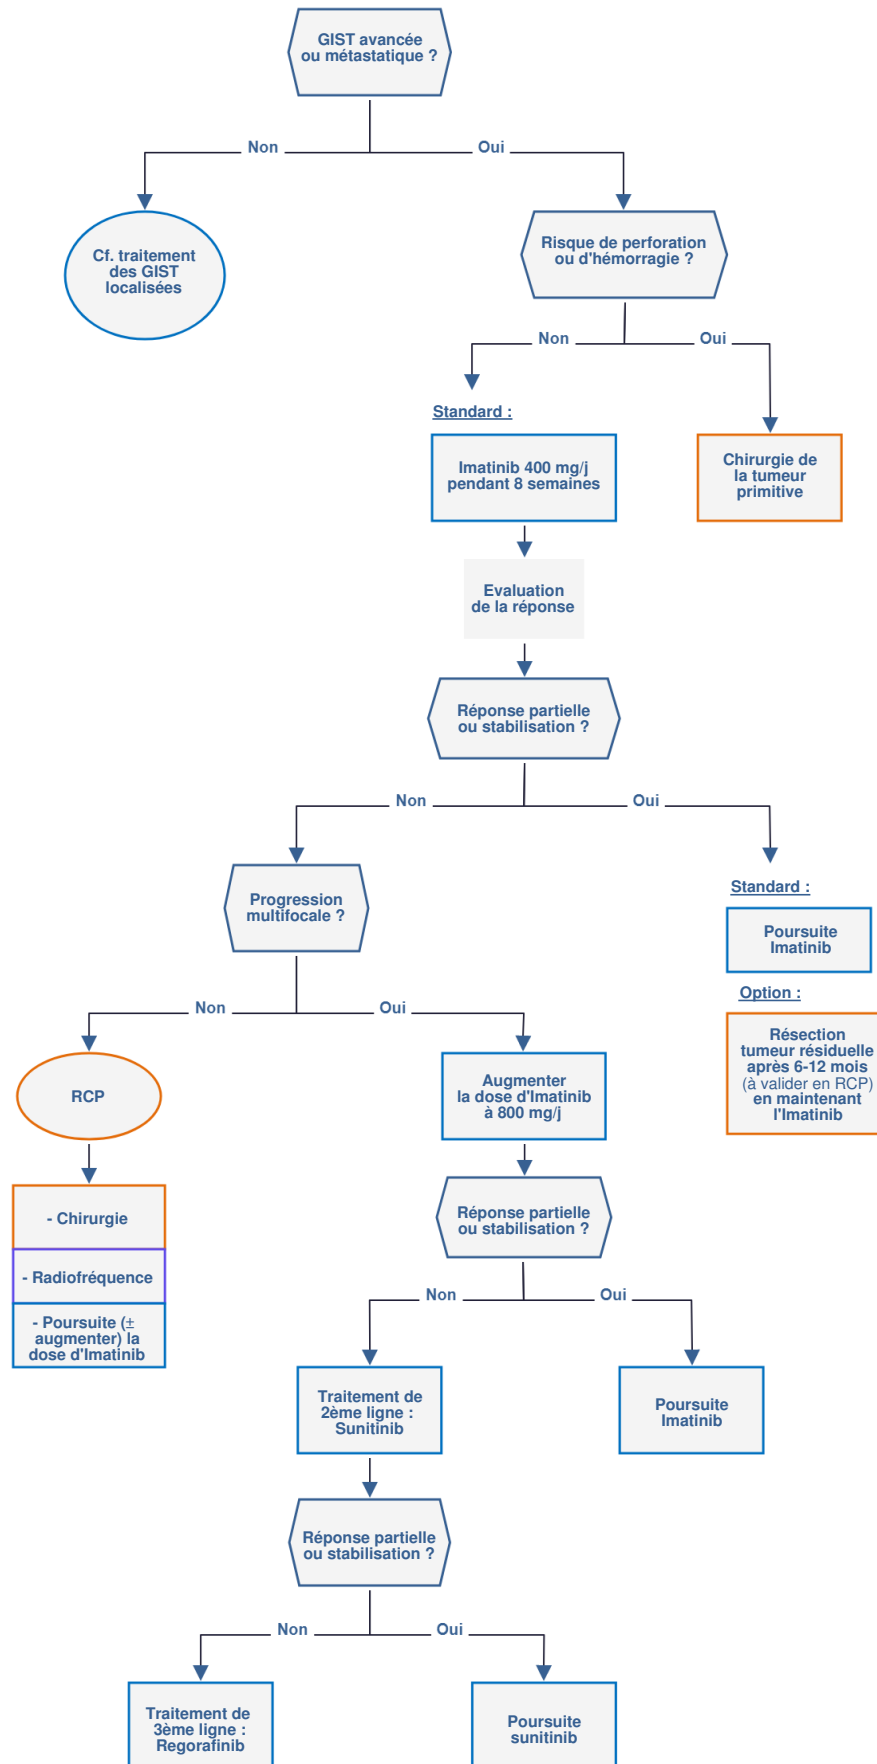 GIST avancée
ou métastatique ?
Non
Oui
Cf. traitement
des GIST
localisées
Risque de perforation
ou d'hémorragie ?
Non
Oui
Standard :
Imatinib 400 mg/j
pendant 8 semaines
Chirurgie de
la tumeur
primitive
Evaluation
de la réponse
Réponse partielle
ou stabilisation ?
Non
Oui
Progression
multifocale ?
Standard :
Poursuite
Imatinib
Option :
Résection
tumeur résiduelle
après 6-12 mois
(à valider en RCP)
en maintenant
l'Imatinib
Non
Oui
RCP
Augmenter
la dose d'Imatinib
à 800 mg/j
- Chirurgie
- Radiofréquence
- Poursuite (±
augmenter) la
dose d'Imatinib
Réponse partielle
ou stabilisation ?
Non
Oui
Traitement de
2ème ligne :
Sunitinib
Poursuite
Imatinib
Réponse partielle
ou stabilisation ?
Non
Oui
Traitement de
3ème ligne :
Regorafinib
Poursuite
sunitinib